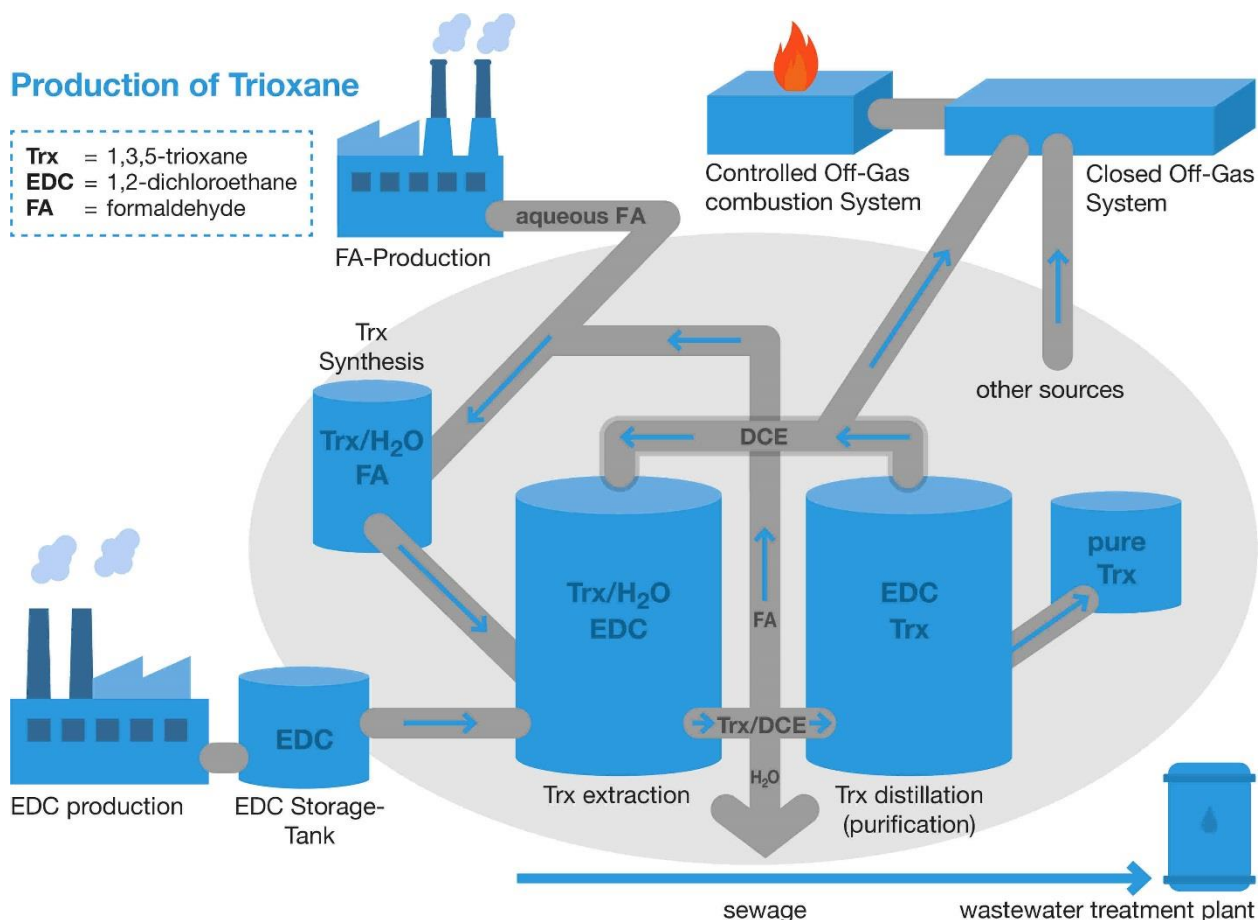 Production of Trioxane
Trx = 1,3,5-trioxane
EDC = 1,2-dichloroethane
FA = formaldehyde
aqueous FA
FA-Production
Controlled Off-Gas
combustion System
Closed Off-Gas
System
other sources
Trx
Synthesis
Trx/H₂O
FA
DCE
Trx/H₂O
EDC
FA
EDC
Trx
pure
Trx
EDC
Trx/DCE
H₂O
EDC production
EDC Storage-
Tank
Trx extraction
Trx distillation
(purification)
sewage
wastewater treatment plant